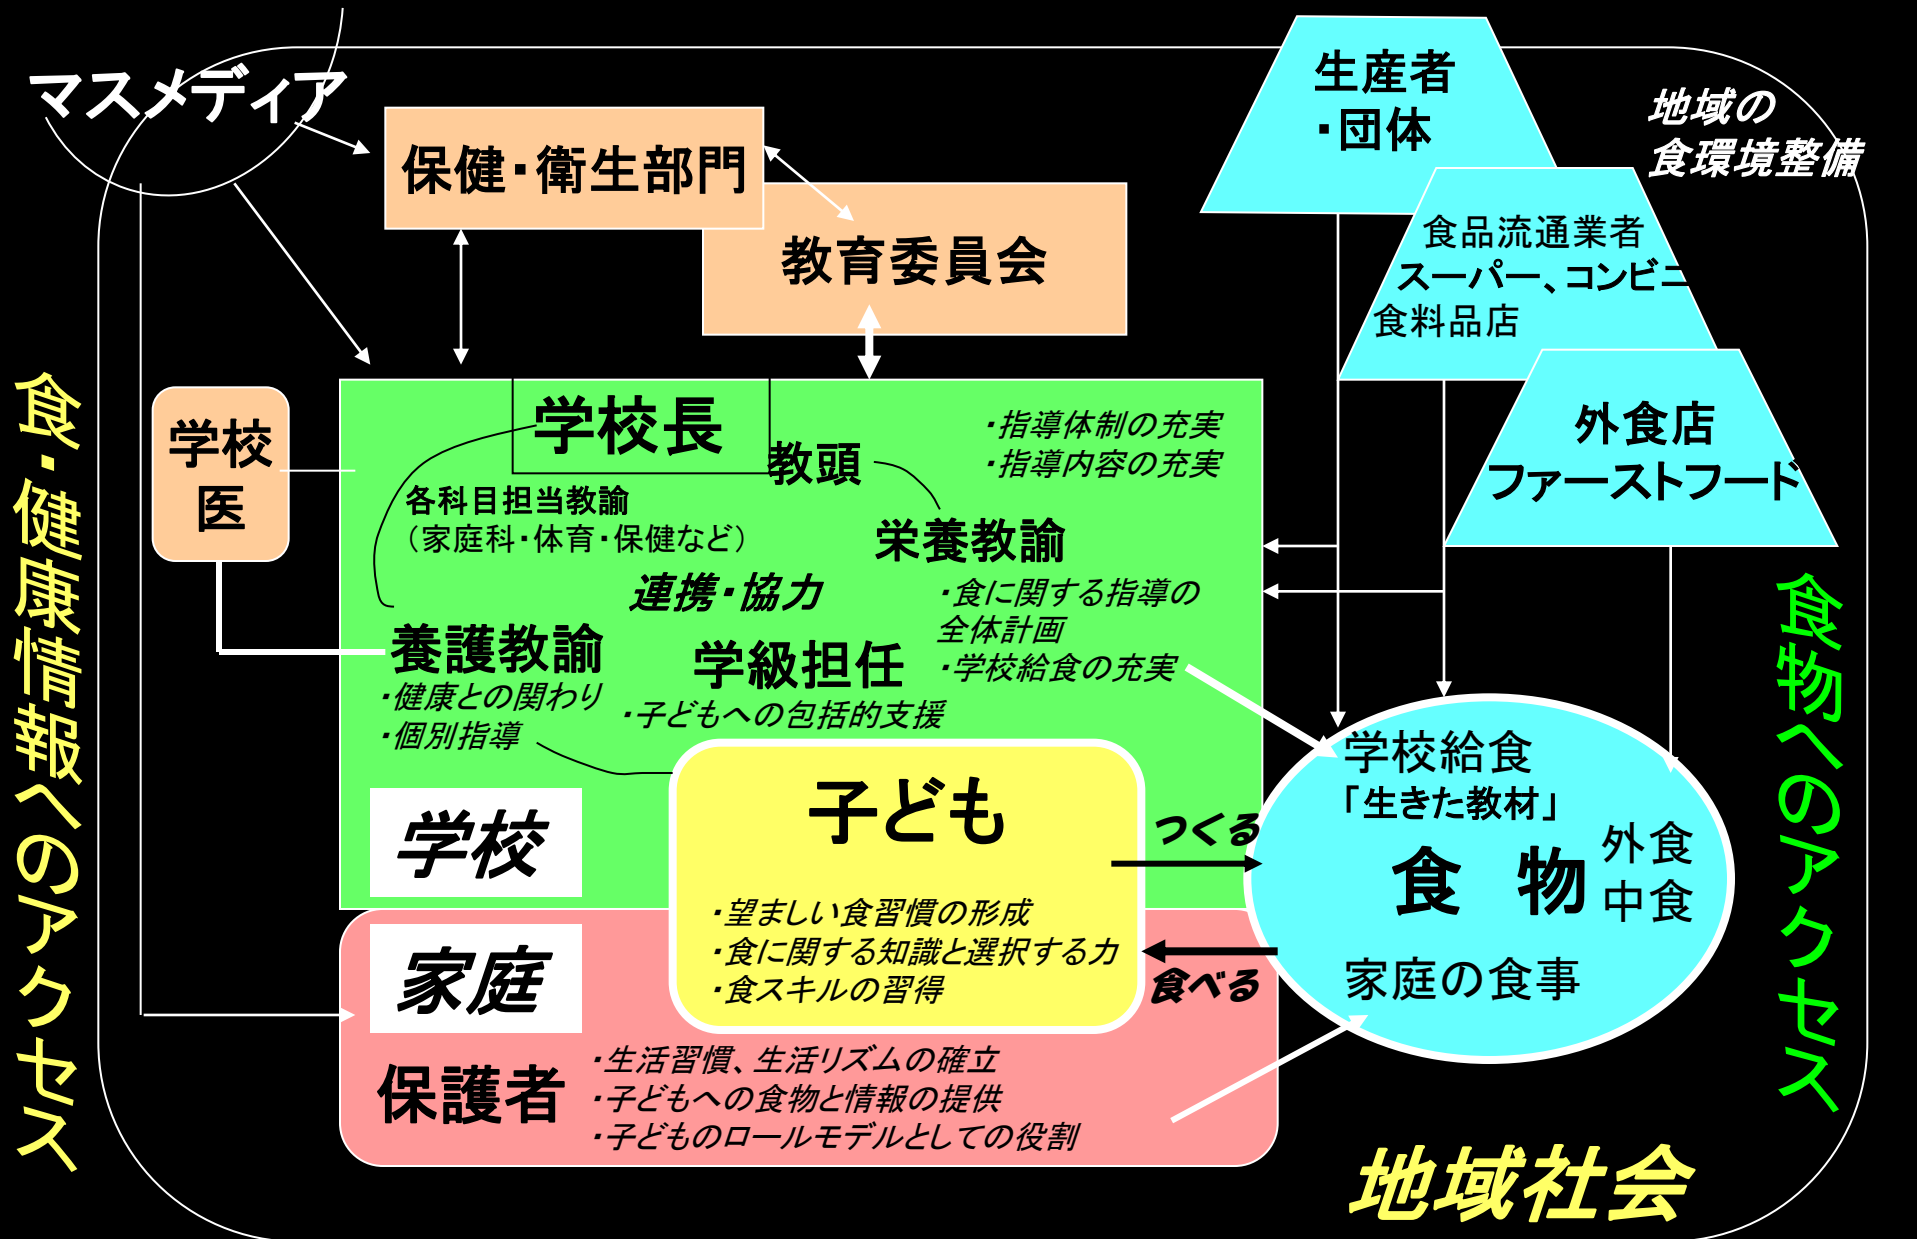 マスメディア
保健・衛生部門
教育委員会
生産者
・団体
地域の
食環境整備
食品流通業者
スーパー、コンビニ
食料品店
外食店
ファーストフード
食・健康情報へのアクセス
学校
医
学校長
教頭
・指導体制の充実
・指導内容の充実
各科目担当教諭
（家庭科・体育・保健など）
栄養教諭
連携・協力
・食に関する指導の
全体計画
・学校給食の充実
養護教諭
・健康との関わり
・個別指導
学級担任
・子どもへの包括的支援
学校
子ども
・望ましい食習慣の形成
・食に関する知識と選択する力
・食スキルの習得
つくる
食べる
学校給食
「生きた教材」
食 物
外食
中食
家庭の食事
食物へのアクセス
家庭
保護者
・生活習慣、生活リズムの確立
・子どもへの食物と情報の提供
・子どものロールモデルとしての役割
地域社会